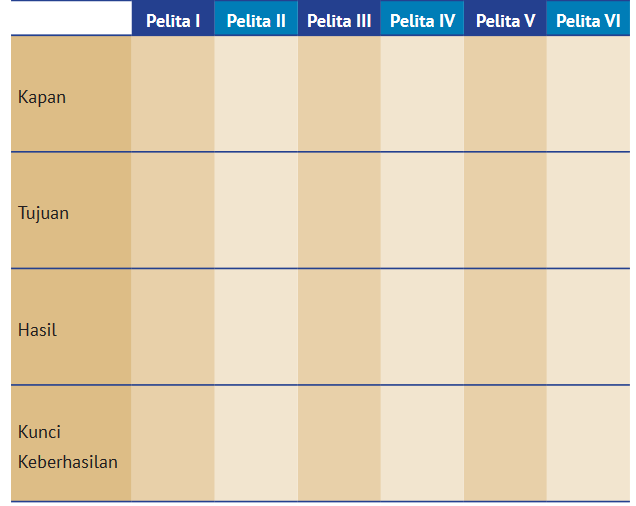 Pelita I Pelita II Pelita III Pelita IV Pelita V Pelita VI
Kapan
Tujuan
Hasil
Kunci
Keberhasilan